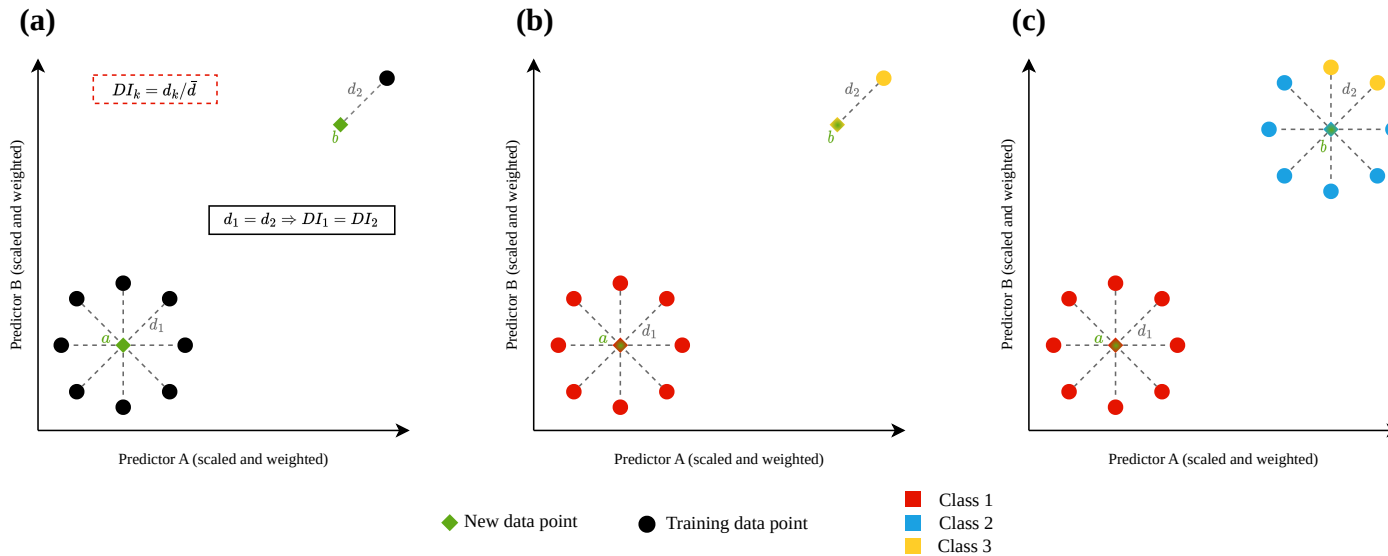 (a)
DI_k = d_k/d̄
d_2
b
d_1 = d_2 ⇒ DI_1 = DI_2
d_1
a
Predictor B (scaled and weighted)
Predictor A (scaled and weighted)
(b)
d_2
b
d_1
a
Predictor B (scaled and weighted)
Predictor A (scaled and weighted)
(c)
d_2
b
d_1
a
Predictor B (scaled and weighted)
Predictor A (scaled and weighted)
New data point
Training data point
Class 1
Class 2
Class 3